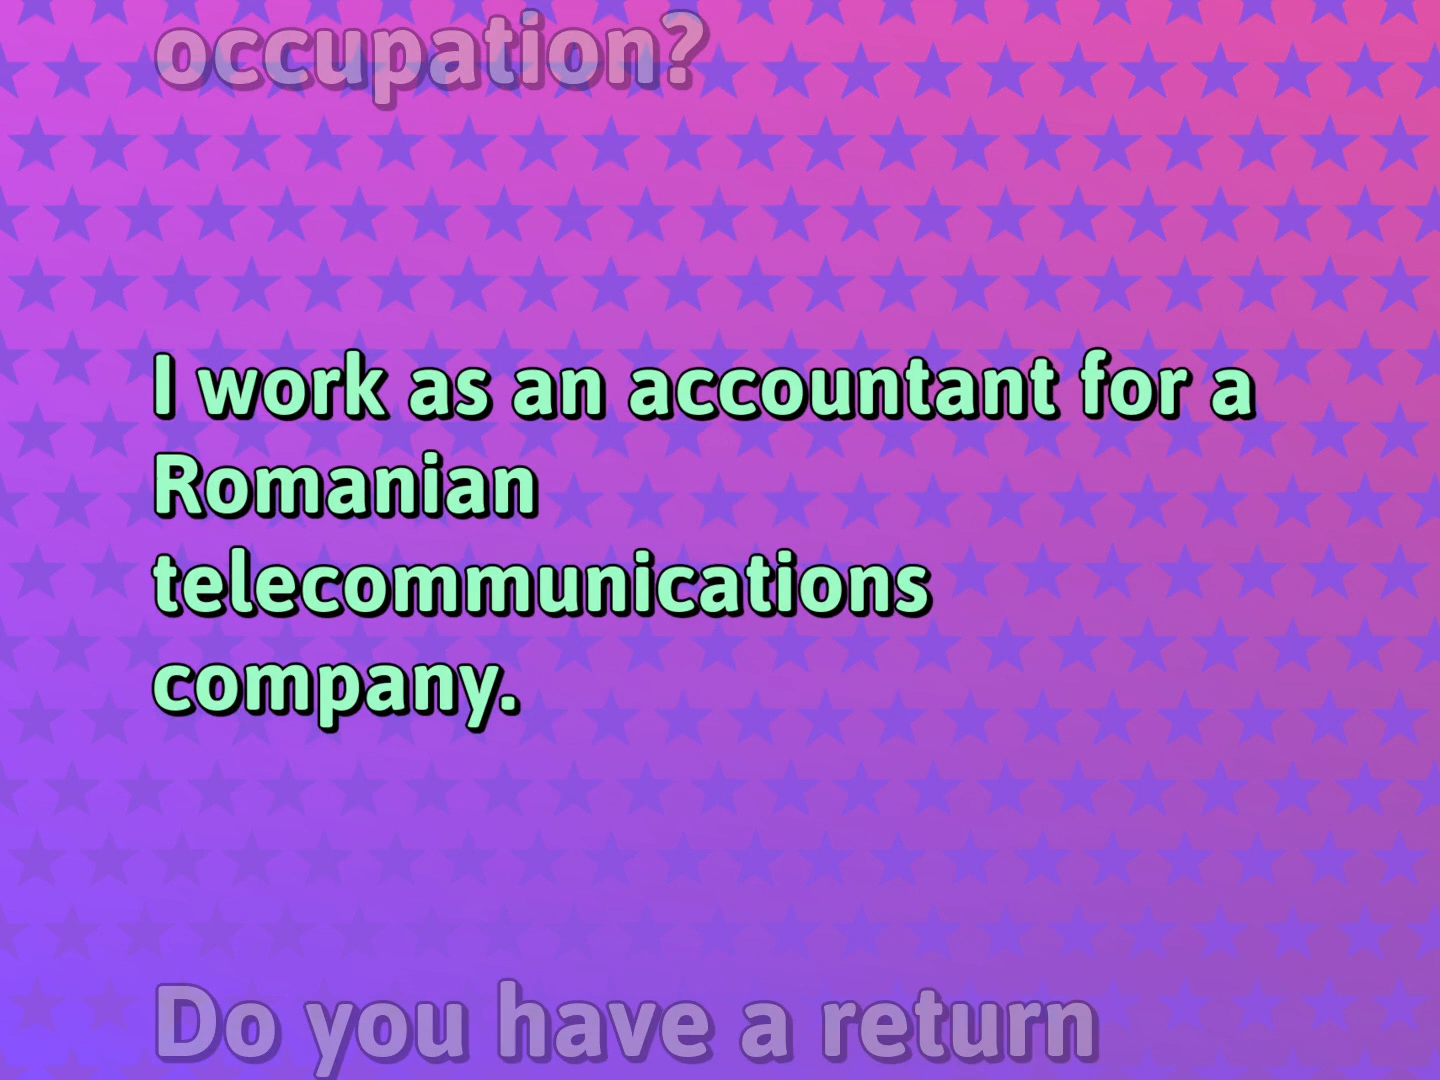 occupation?
I work as an accountant for a
Romanian
telecommunications
company.
Do you have a return